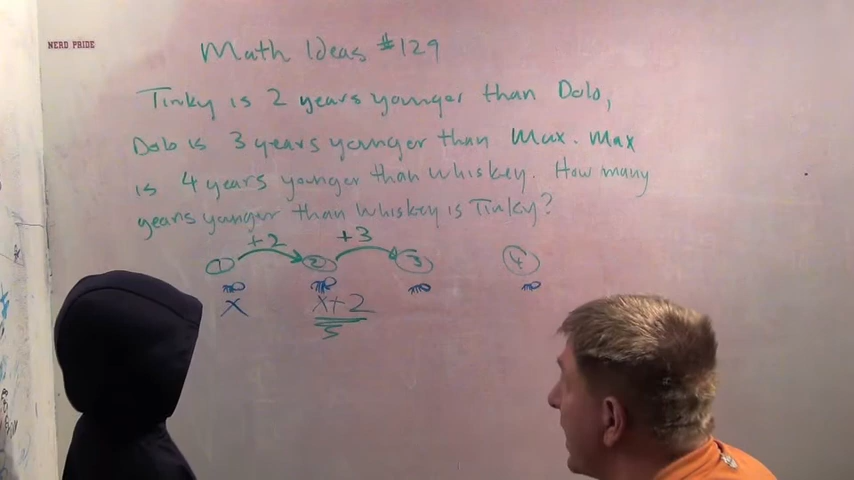 NERD PRIDE
Math Ideas #129
Tinky is 2 years younger than Dolo,
Dolo is 3 years younger than Max. Max
is 4 years younger than Whiskey. How many
years younger than Whiskey is Tinky?
+2 +3
1 2 3 4
x x+2
5